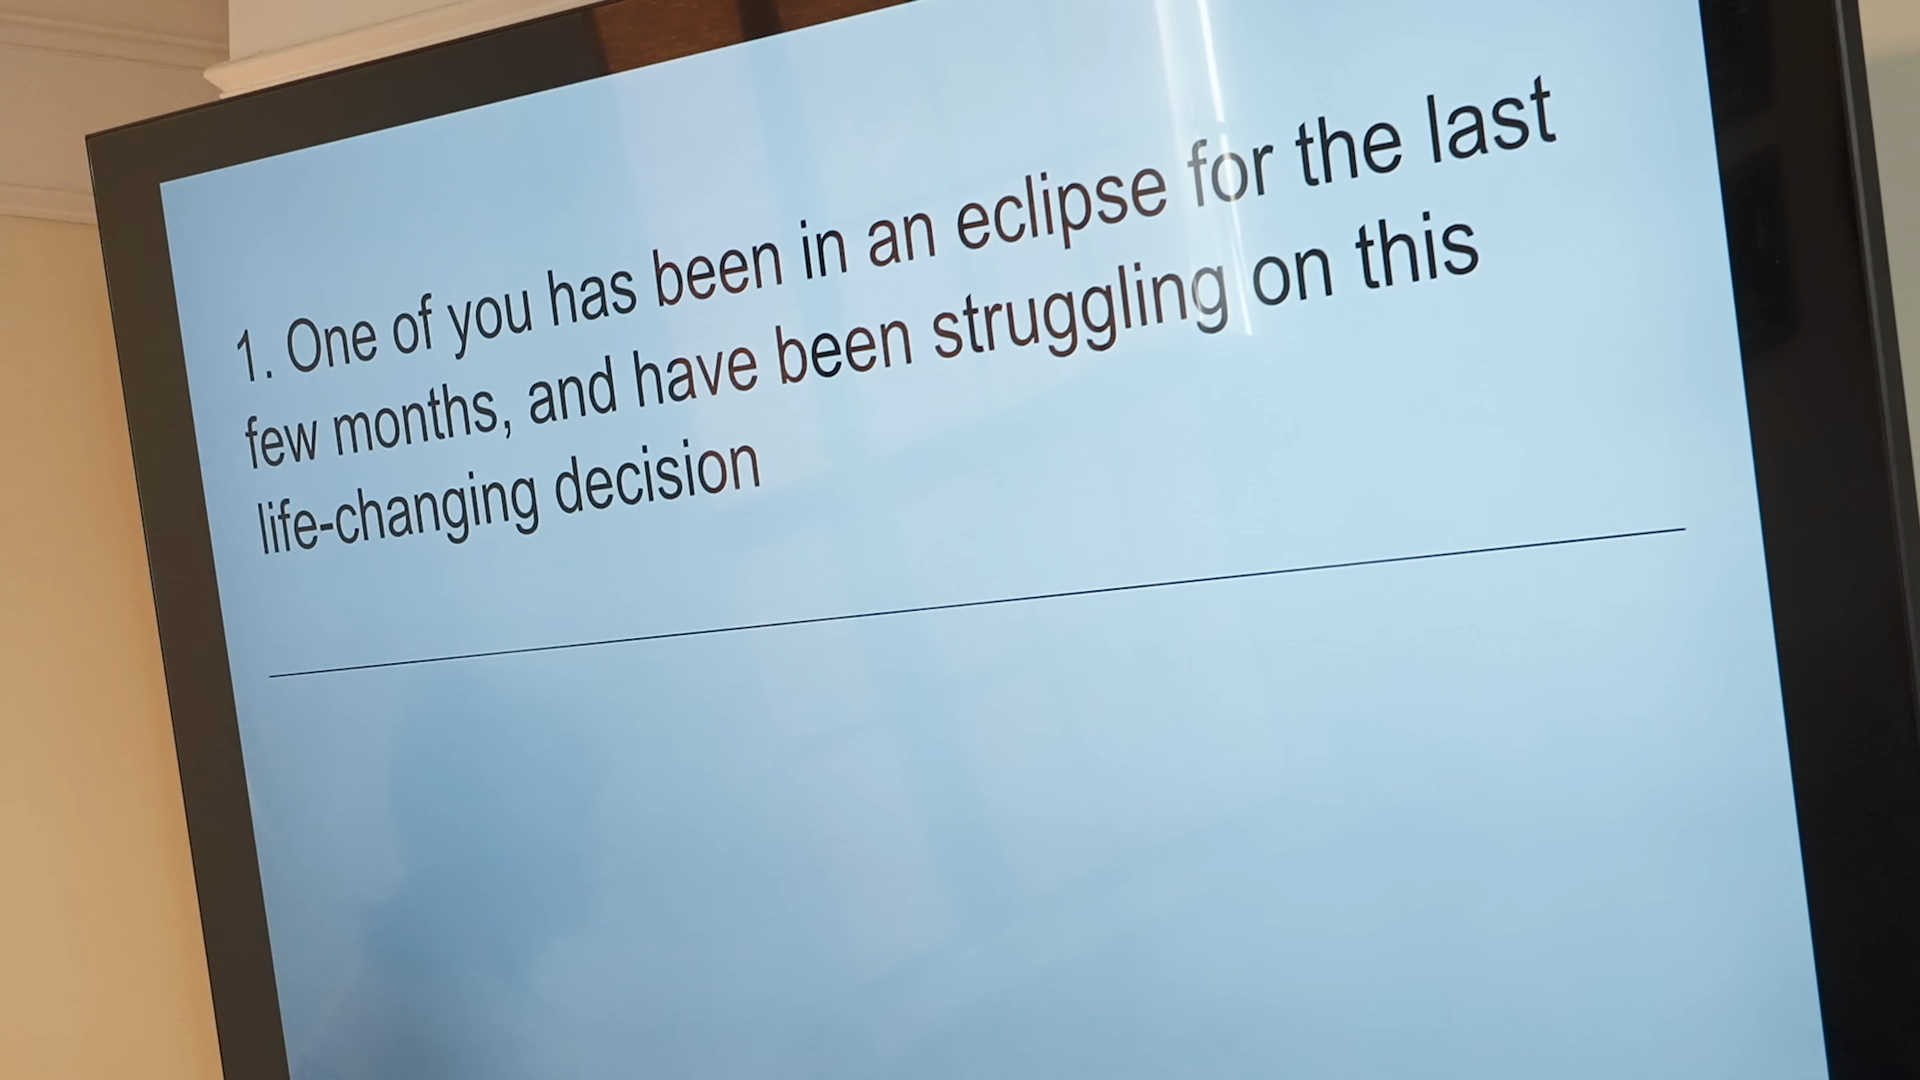 1. One of you has been in an eclipse for the last
few months, and have been struggling on this
life-changing decision